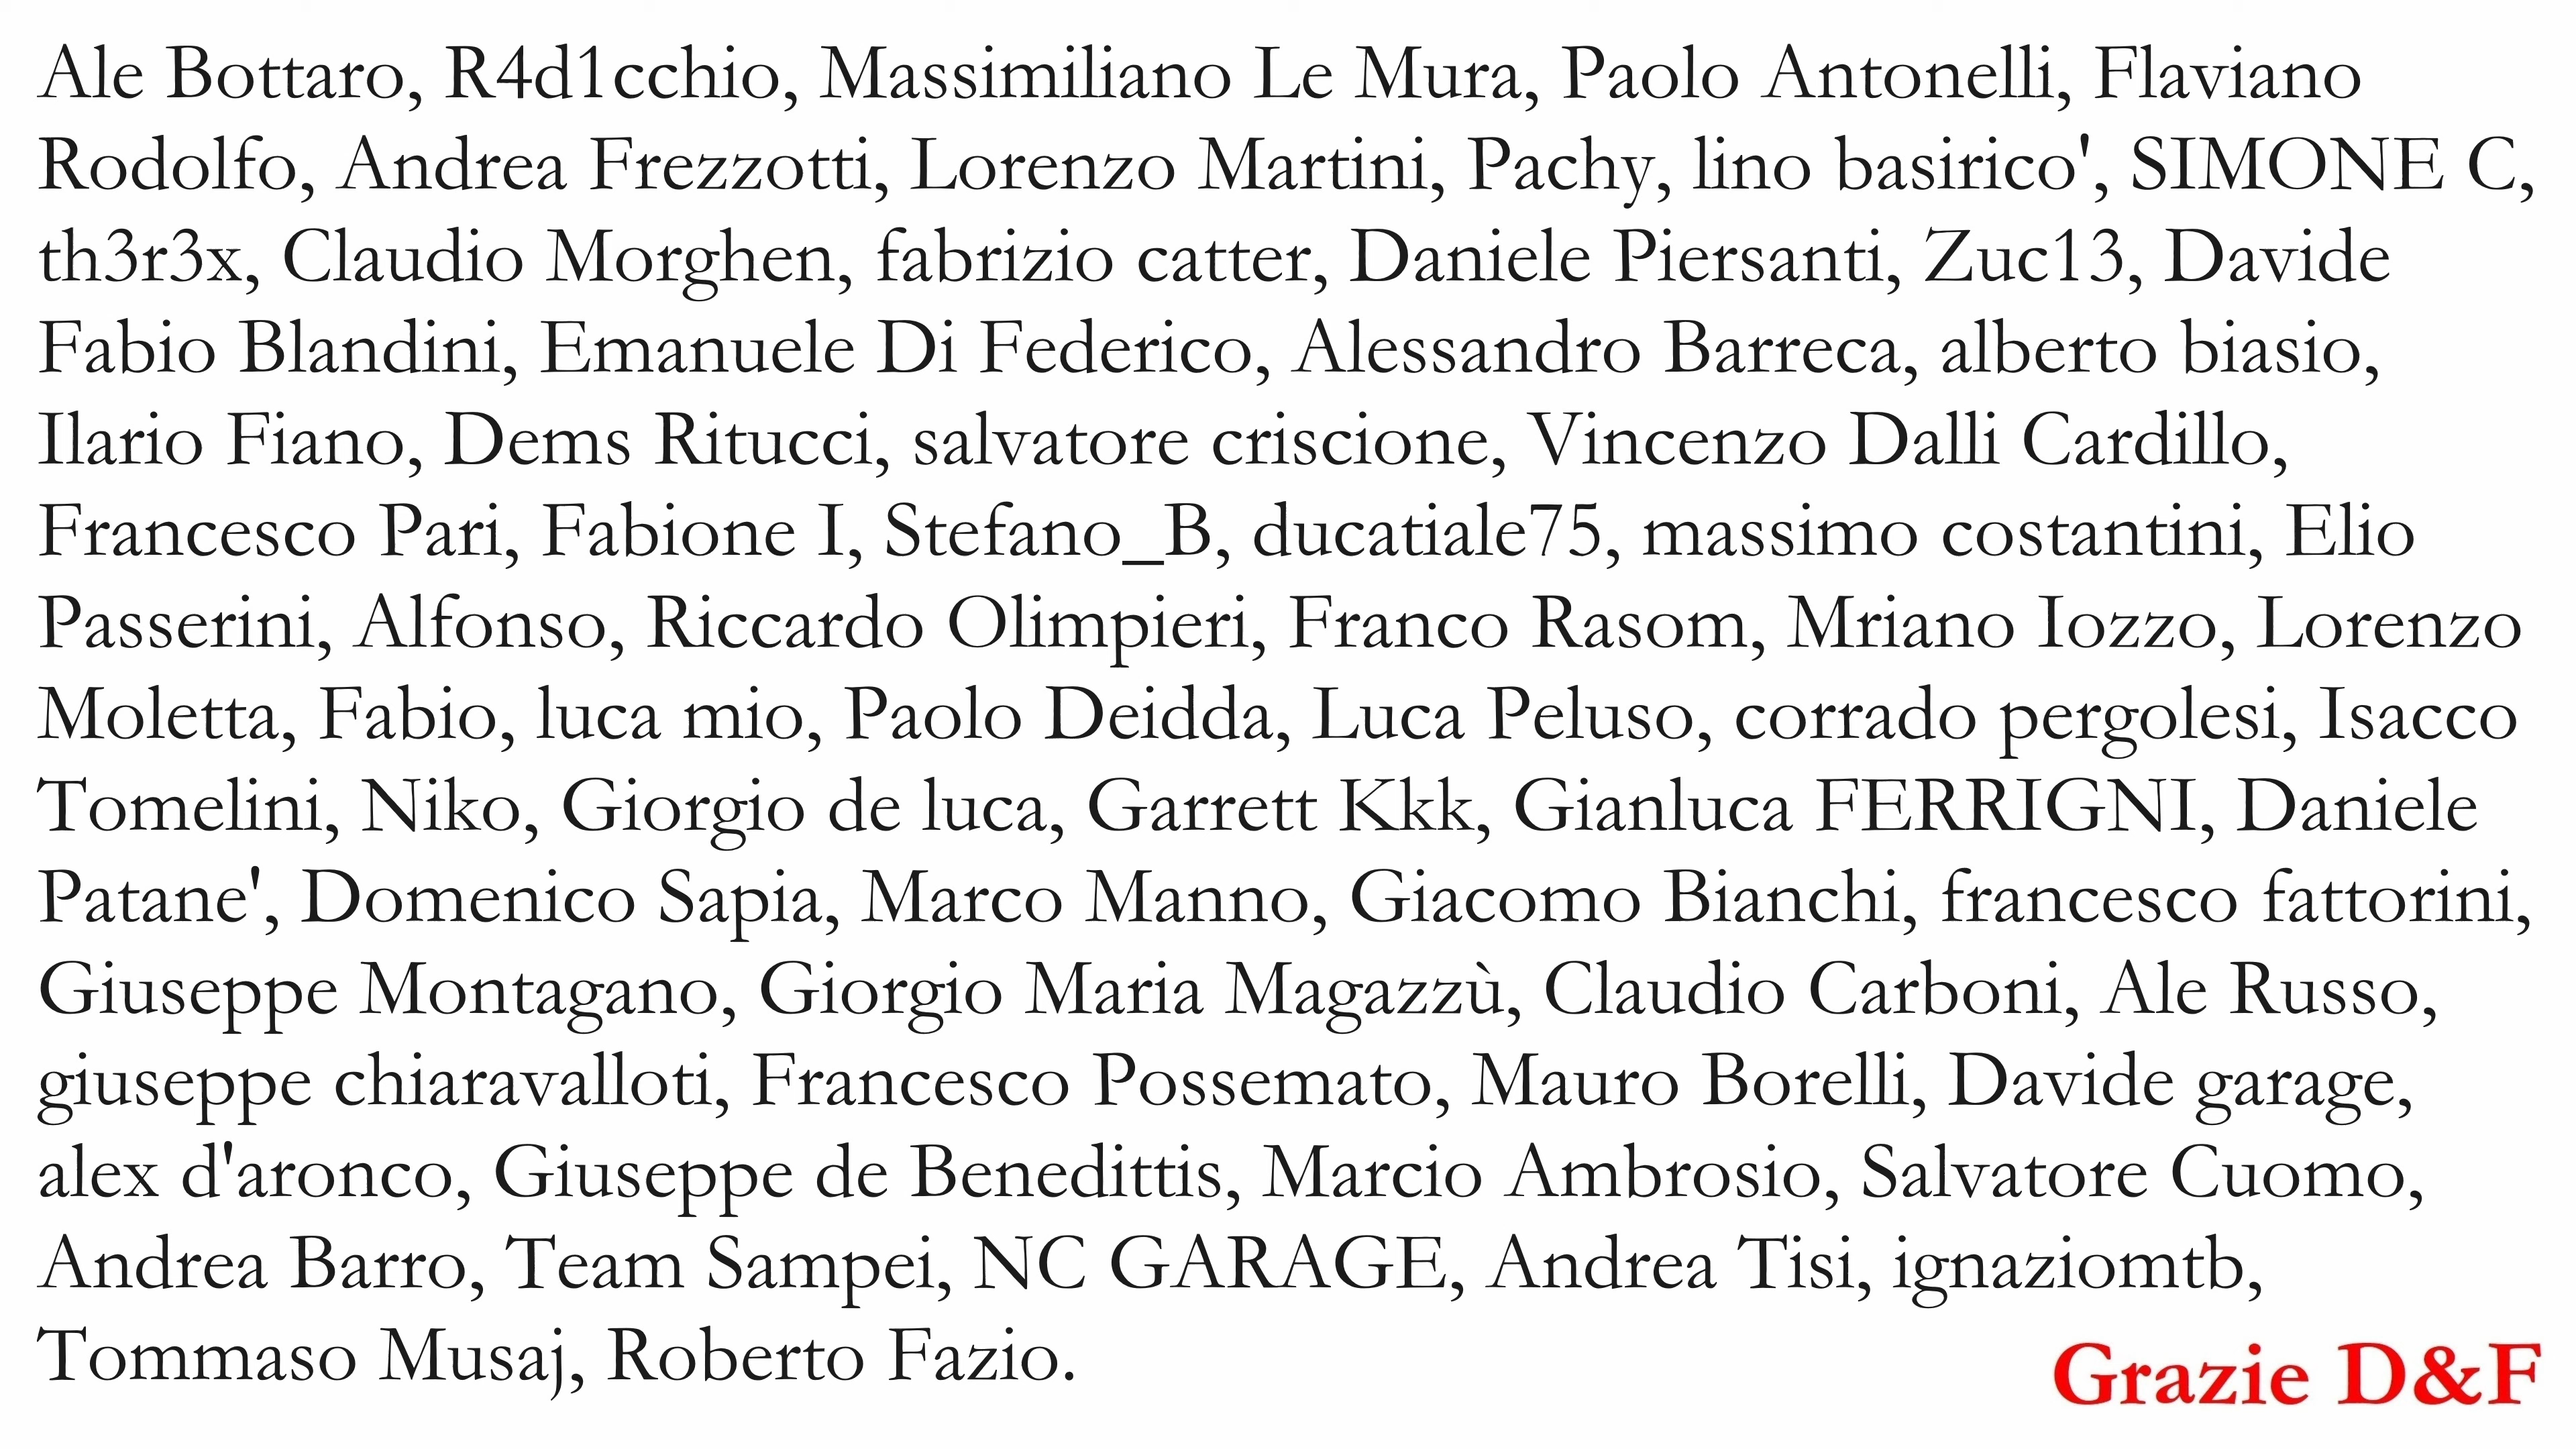 Ale Bottaro, R4d1cchio, Massimiliano Le Mura, Paolo Antonelli, Flaviano
Rodolfo, Andrea Frezzotti, Lorenzo Martini, Pachy, lino basirico', SIMONE C,
th3r3x, Claudio Morghen, fabrizio catter, Daniele Piersanti, Zuc13, Davide
Fabio Blandini, Emanuele Di Federico, Alessandro Barreca, alberto biasio,
Ilario Fiano, Dems Ritucci, salvatore criscione, Vincenzo Dalli Cardillo,
Francesco Pari, Fabione I, Stefano_B, ducatiale75, massimo costantini, Elio
Passerini, Alfonso, Riccardo Olimpieri, Franco Rasom, Mriano Iozzo, Lorenzo
Moletta, Fabio, luca mio, Paolo Deidda, Luca Peluso, corrado pergolesi, Isacco
Tomelini, Niko, Giorgio de luca, Garrett Kkk, Gianluca FERRIGNI, Daniele
Patane', Domenico Sapia, Marco Manno, Giacomo Bianchi, francesco fattorini,
Giuseppe Montagano, Giorgio Maria Magazzù, Claudio Carboni, Ale Russo,
giuseppe chiaravalloti, Francesco Possemato, Mauro Borelli, Davide garage,
alex d'aronco, Giuseppe de Benedittis, Marcio Ambrosio, Salvatore Cuomo,
Andrea Barro, Team Sampei, NC GARAGE, Andrea Tisi, ignaziomtb,
Tommaso Musaj, Roberto Fazio.
Grazie D&F